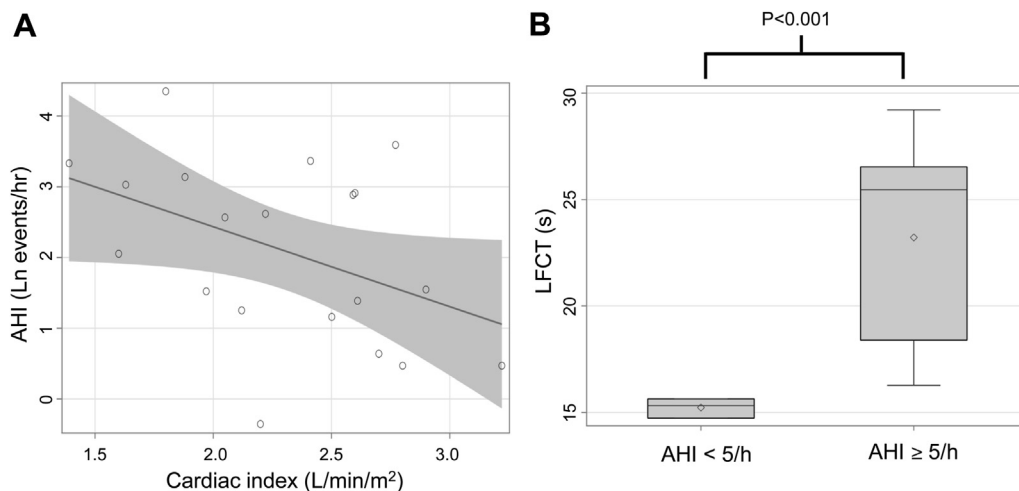 A
AHI (Ln events/hr)
4
3
2
1
0
1.5 2.0 2.5 3.0
Cardiac index (L/min/m²)
B
P<0.001
LFCT (s)
30
25
20
15
AHI < 5/h AHI ≥ 5/h